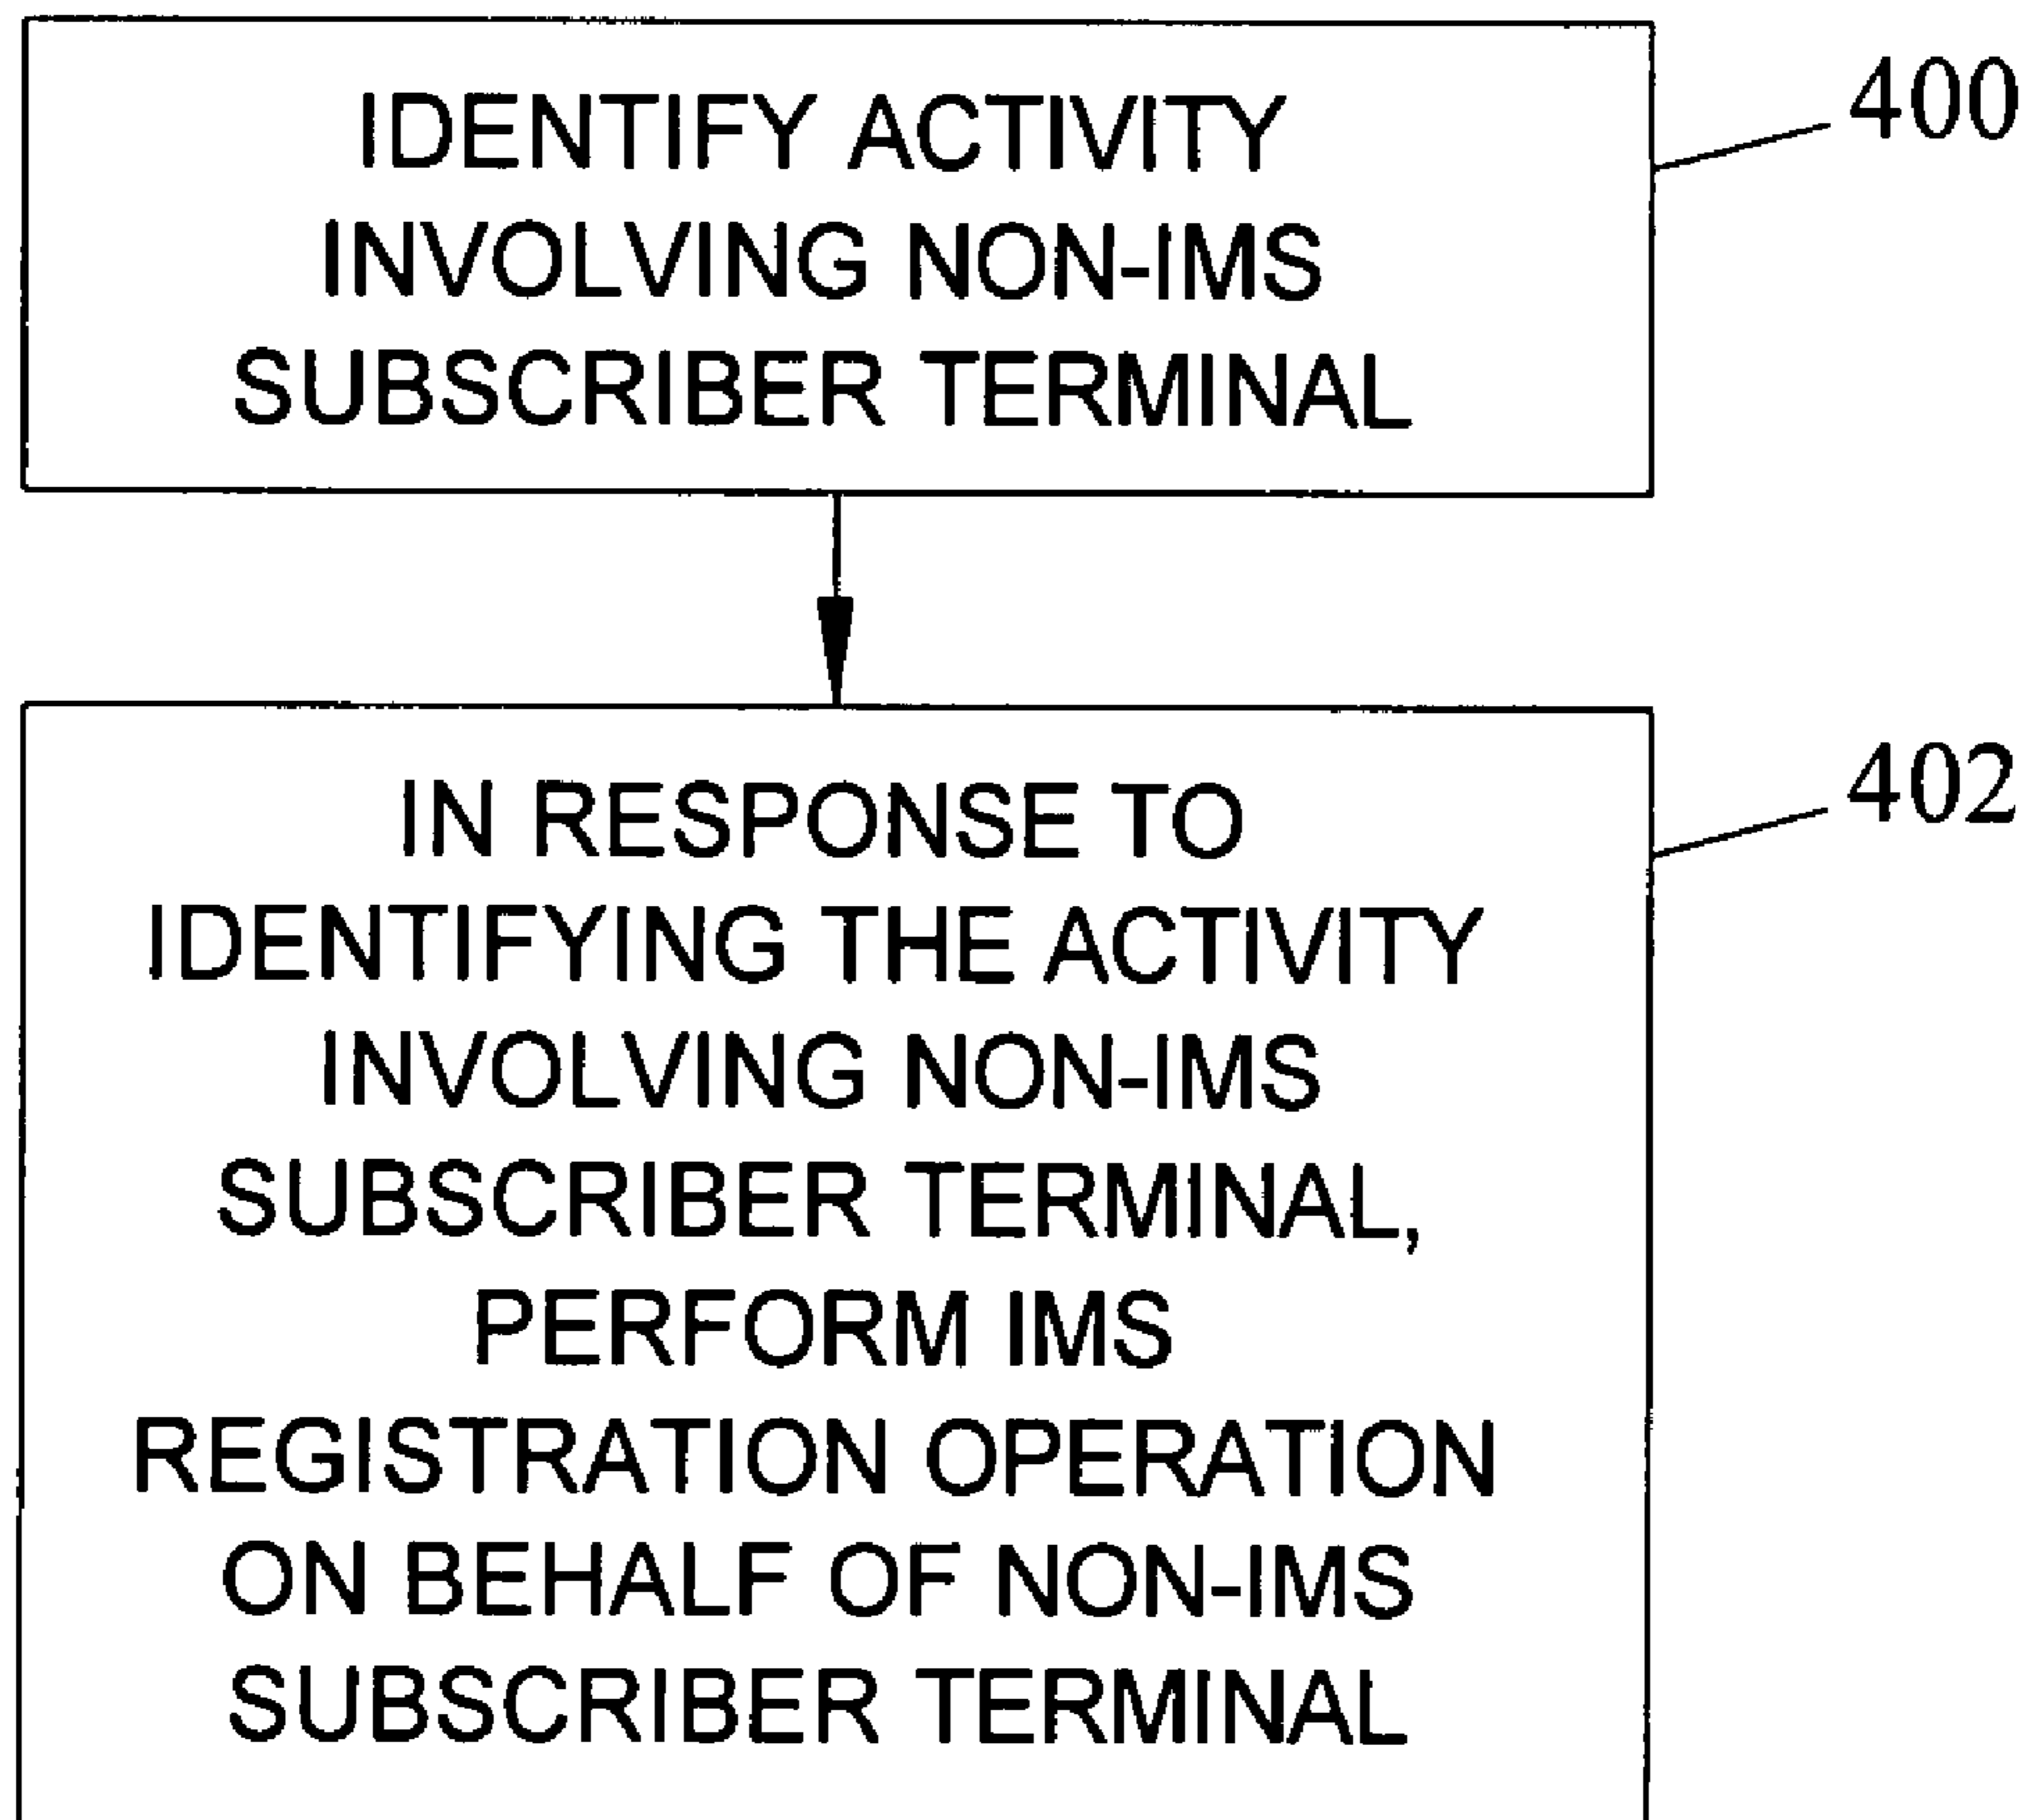 IDENTIFY ACTIVITY
INVOLVING NON-IMS
SUBSCRIBER TERMINAL
400
IN RESPONSE TO
IDENTIFYING THE ACTIVITY
INVOLVING NON-IMS
SUBSCRIBER TERMINAL,
PERFORM IMS
REGISTRATION OPERATION
ON BEHALF OF NON-IMS
SUBSCRIBER TERMINAL
402